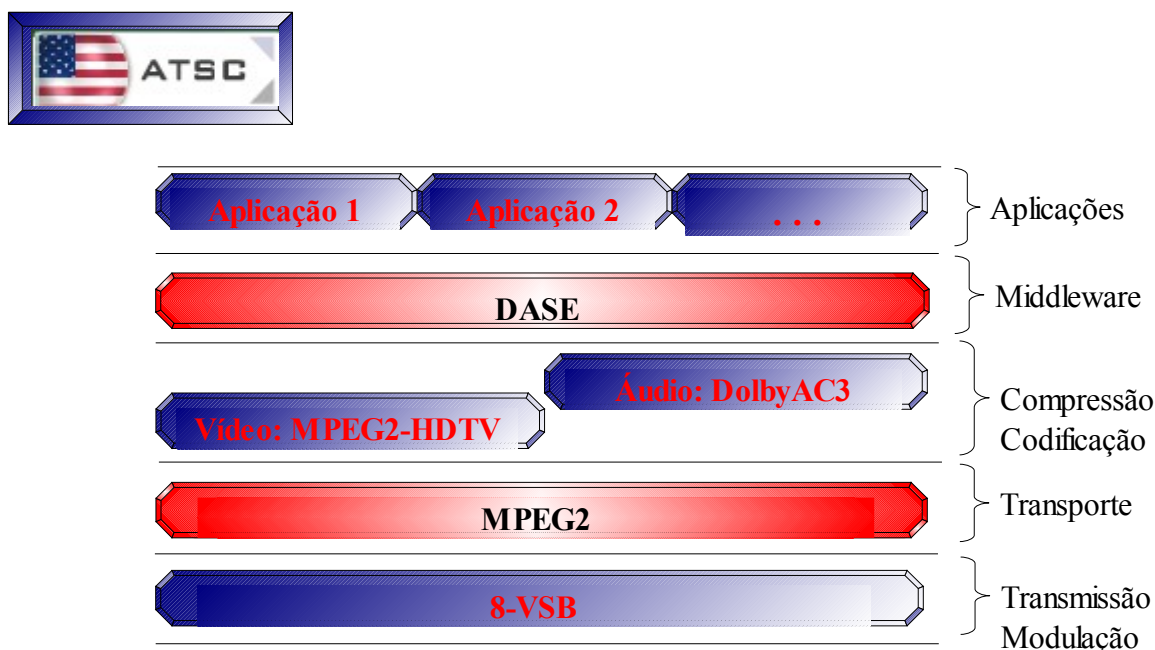 ATSC
Aplicação 1
Aplicação 2
. . .
Aplicações
DASE
Middleware
Áudio: DolbyAC3
Vídeo: MPEG2-HDTV
Compressão
Codificação
MPEG2
Transporte
8-VSB
Transmissão
Modulação